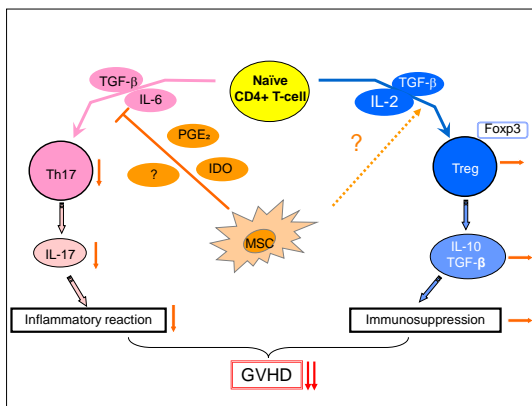 TGF-β
IL-6
Naïve
CD4+ T-cell
TGF-β
IL-2
Foxp3
PGE₂
?
IDO
?
Th17
Treg
MSC
IL-17
IL-10
TGF-β
Inflammatory reaction
Immunosuppression
GVHD